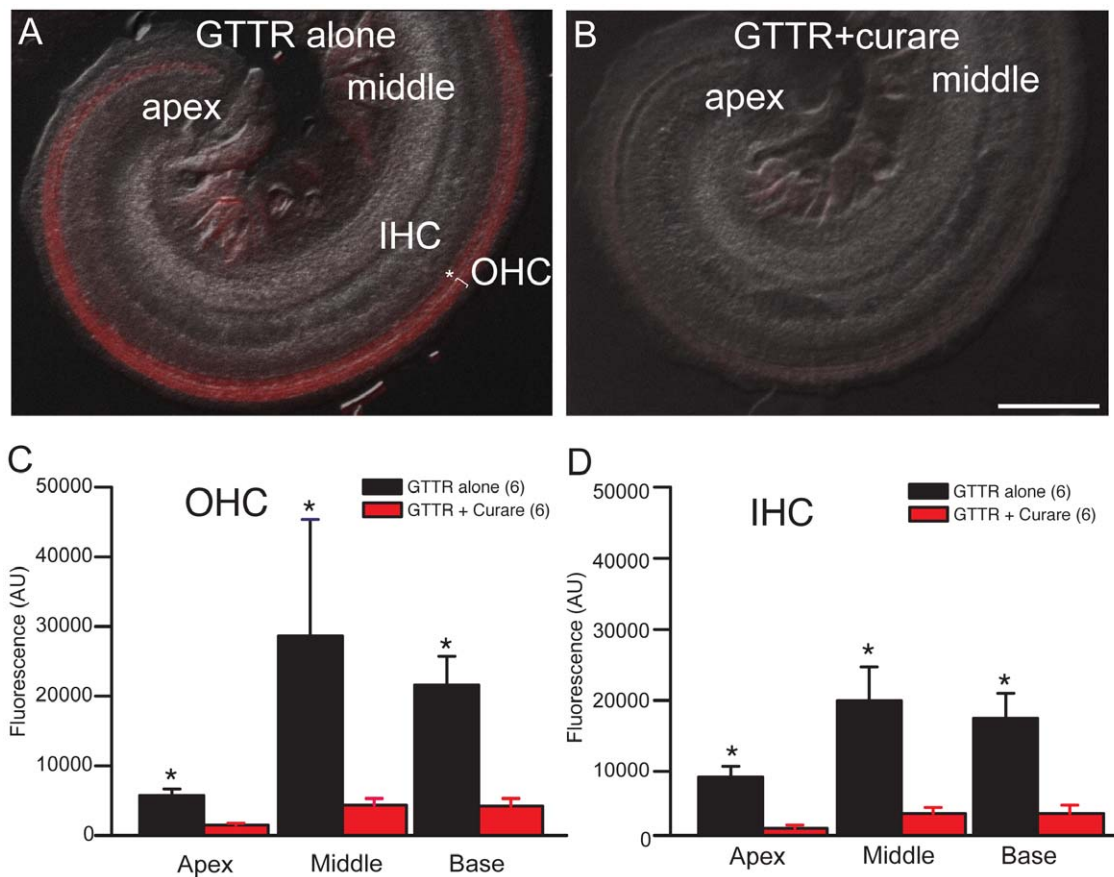 A
GTTR alone
apex
middle
IHC
*
OHC
B
GTTR+curare
apex
middle
C
OHC
GTTR alone (6)
GTTR + Curare (6)
Fluorescence (AU)
50000
40000
30000
20000
10000
0
*
*
*
Apex Middle Base
D
IHC
GTTR alone (6)
GTTR + Curare (6)
Fluorescence (AU)
50000
40000
30000
20000
10000
0
*
*
*
Apex Middle Base